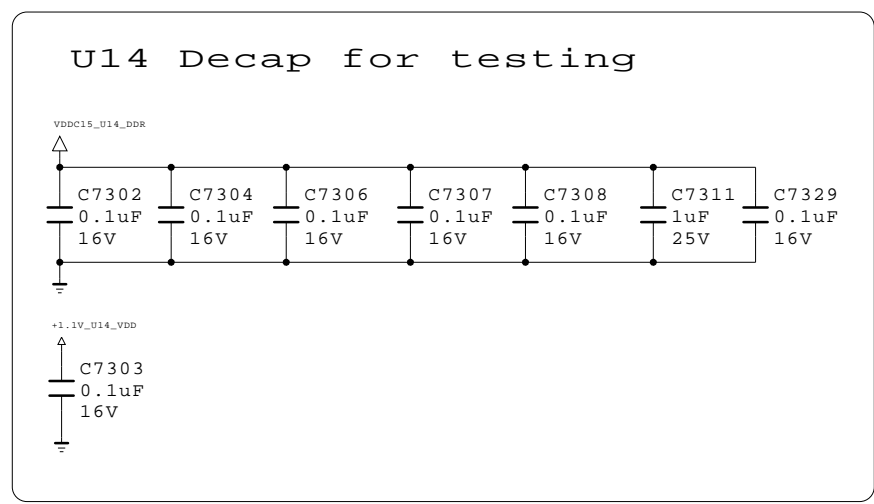 U14 Decap for testing
VDDC15_U14_DDR
C7302 C7304 C7306 C7307 C7308 C7311 C7329
0.1uF 0.1uF 0.1uF 0.1uF 0.1uF 1uF 0.1uF
16V 16V 16V 16V 16V 25V 16V
+1.1V_U14_VDD
C7303
0.1uF
16V